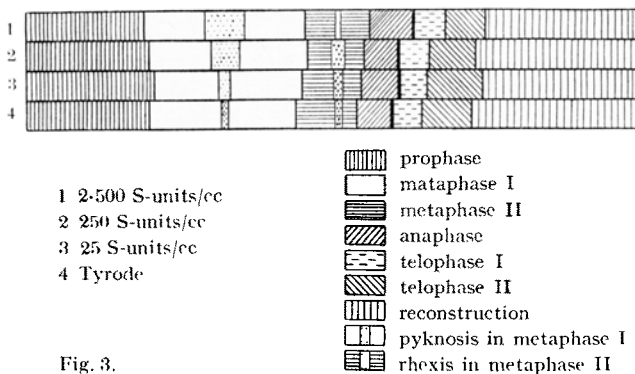 1
2
3
4
1 2·500 S-units/cc
2 250 S-units/cc
3 25 S-units/cc
4 Tyrode
prophase
mataphase I
metaphase II
anaphase
telophase I
telophase II
reconstruction
pyknosis in metaphase I
rhexis in metaphase II
Fig. 3.